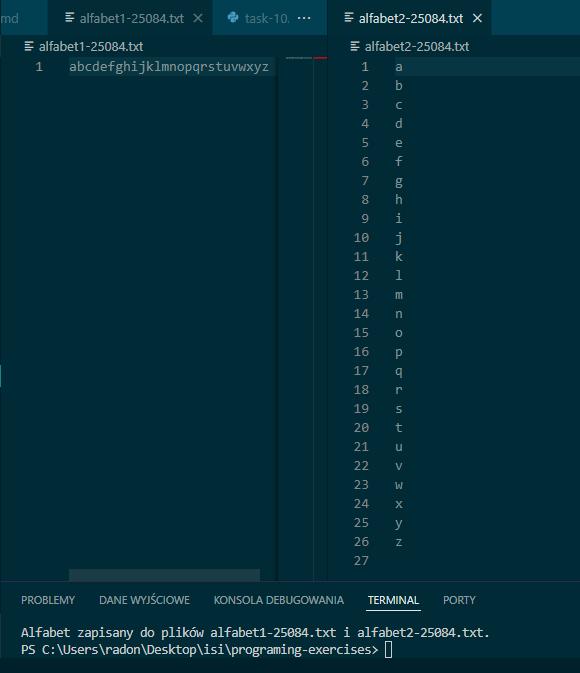 md
alfabet1-25084.txt
task-10.
alfabet2-25084.txt
alfabet1-25084.txt
1 abcdefghijklmnopqrstuvwxyz
alfabet2-25084.txt
1 a
2 b
3 c
4 d
5 e
6 f
7 g
8 h
9 i
10 j
11 k
12 l
13 m
14 n
15 o
16 p
17 q
18 r
19 s
20 t
21 u
22 v
23 w
24 x
25 y
26 z
27
PROBLEMY DANE WYJŚCIOWE KONSOLA DEBUGOWANIA TERMINAL PORTY
Alfabet zapisany do plików alfabet1-25084.txt i alfabet2-25084.txt.
PS C:\Users\radon\Desktop\isi\programing-exercises>